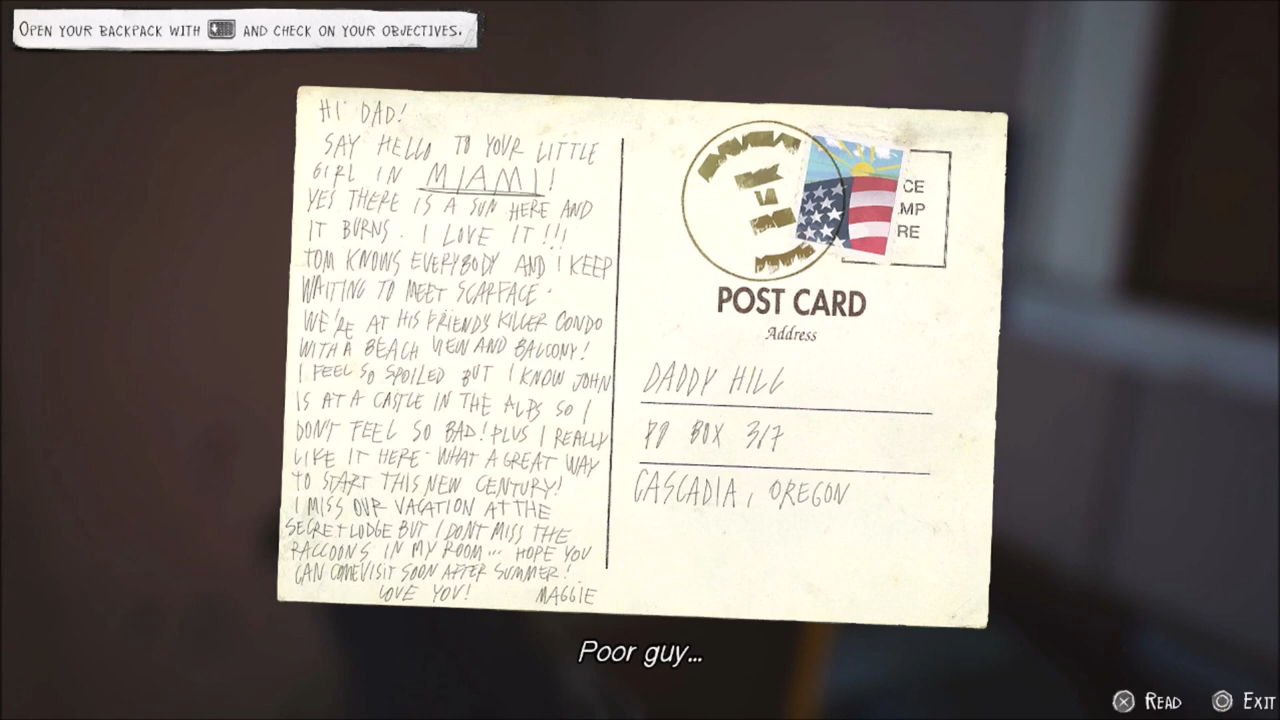 OPEN YOUR BACKPACK WITH AND CHECK ON YOUR OBJECTIVES.
HI DAD!
SAY HELLO TO YOUR LITTLE
GIRL IN MIAMI!
YES THERE IS A SUN HERE AND
IT BURNS. I LOVE IT!!!
TOM KNOWS EVERYBODY AND I KEEP
WAITING TO MEET SCARFACE.
WE'RE AT HIS FRIENDS KILLER CONDO
WITH A BEACH VIEW AND BALCONY!
I FEEL SO SPOILED BUT I KNOW JOHN
IS AT A CASTLE IN THE ALPS SO I
DON'T FEEL SO BAD! PLUS I REALLY
LIKE IT HERE. WHAT A GREAT WAY
TO START THIS NEW CENTURY!
I MISS OUR VACATION AT THE
SECRET LODGE BUT I DONT MISS THE
RACCOONS IN MY ROOM... HOPE YOU
CAN COME VISIT SOON AFTER SUMMER!
LOVE YOU! MAGGIE
CE
MP
RE
POST CARD
Address
DADDY HILL
PO BOX 317
CASCADIA, OREGON
Poor guy...
READ EXIT